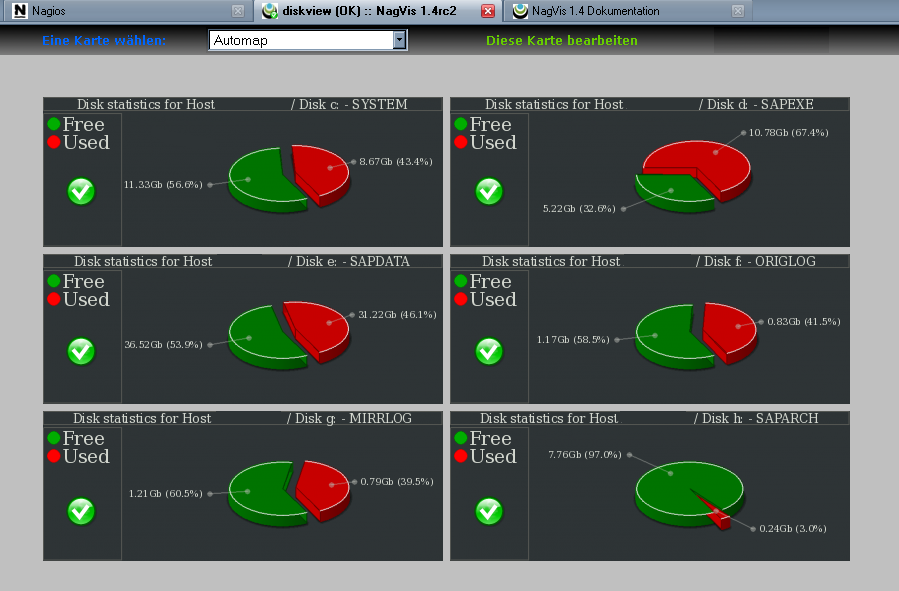 Nagios
diskview (OK) :: NagVis 1.4rc2
NagVis 1.4 Dokumentation
Eine Karte wählen:
Automap
Diese Karte bearbeiten
Disk statistics for Host / Disk c: - SYSTEM
Free
Used
8.67Gb (43.4%)
11.33Gb (56.6%)
Disk statistics for Host / Disk d: - SAPEXE
Free
Used
10.78Gb (67.4%)
5.22Gb (32.6%)
Disk statistics for Host / Disk e: - SAPDATA
Free
Used
31.22Gb (46.1%)
36.52Gb (53.9%)
Disk statistics for Host / Disk f: - ORIGLOG
Free
Used
0.83Gb (41.5%)
1.17Gb (58.5%)
Disk statistics for Host / Disk g: - MIRRLOG
Free
Used
0.79Gb (39.5%)
1.21Gb (60.5%)
Disk statistics for Host / Disk h: - SAPARCH
Free
Used
7.76Gb (97.0%)
0.24Gb (3.0%)